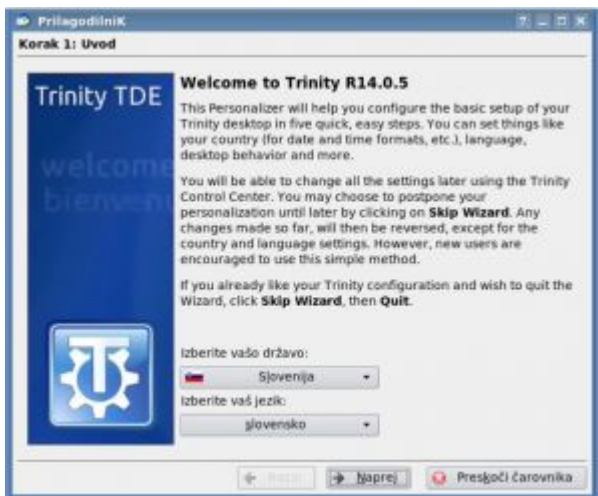 PrilagodilniK
Korak 1: Uvod
Trinity TDE
welcome
bienven
Welcome to Trinity R14.0.5
This Personalizer will help you configure the basic setup of your
Trinity desktop in five quick, easy steps. You can set things like
your country (for date and time formats, etc.), language,
desktop behavior and more.
You will be able to change all the settings later using the Trinity
Control Center. You may choose to postpone your
personalization until later by clicking on Skip Wizard. Any
changes made so far, will then be reversed, except for the
country and language settings. However, new users are
encouraged to use this simple method.
If you already like your Trinity configuration and wish to quit the
Wizard, click Skip Wizard, then Quit.
Izberite vašo državo:
Slovenija
Izberite vaš jezik:
slovensko
Naprej
Preskoči čarovnika